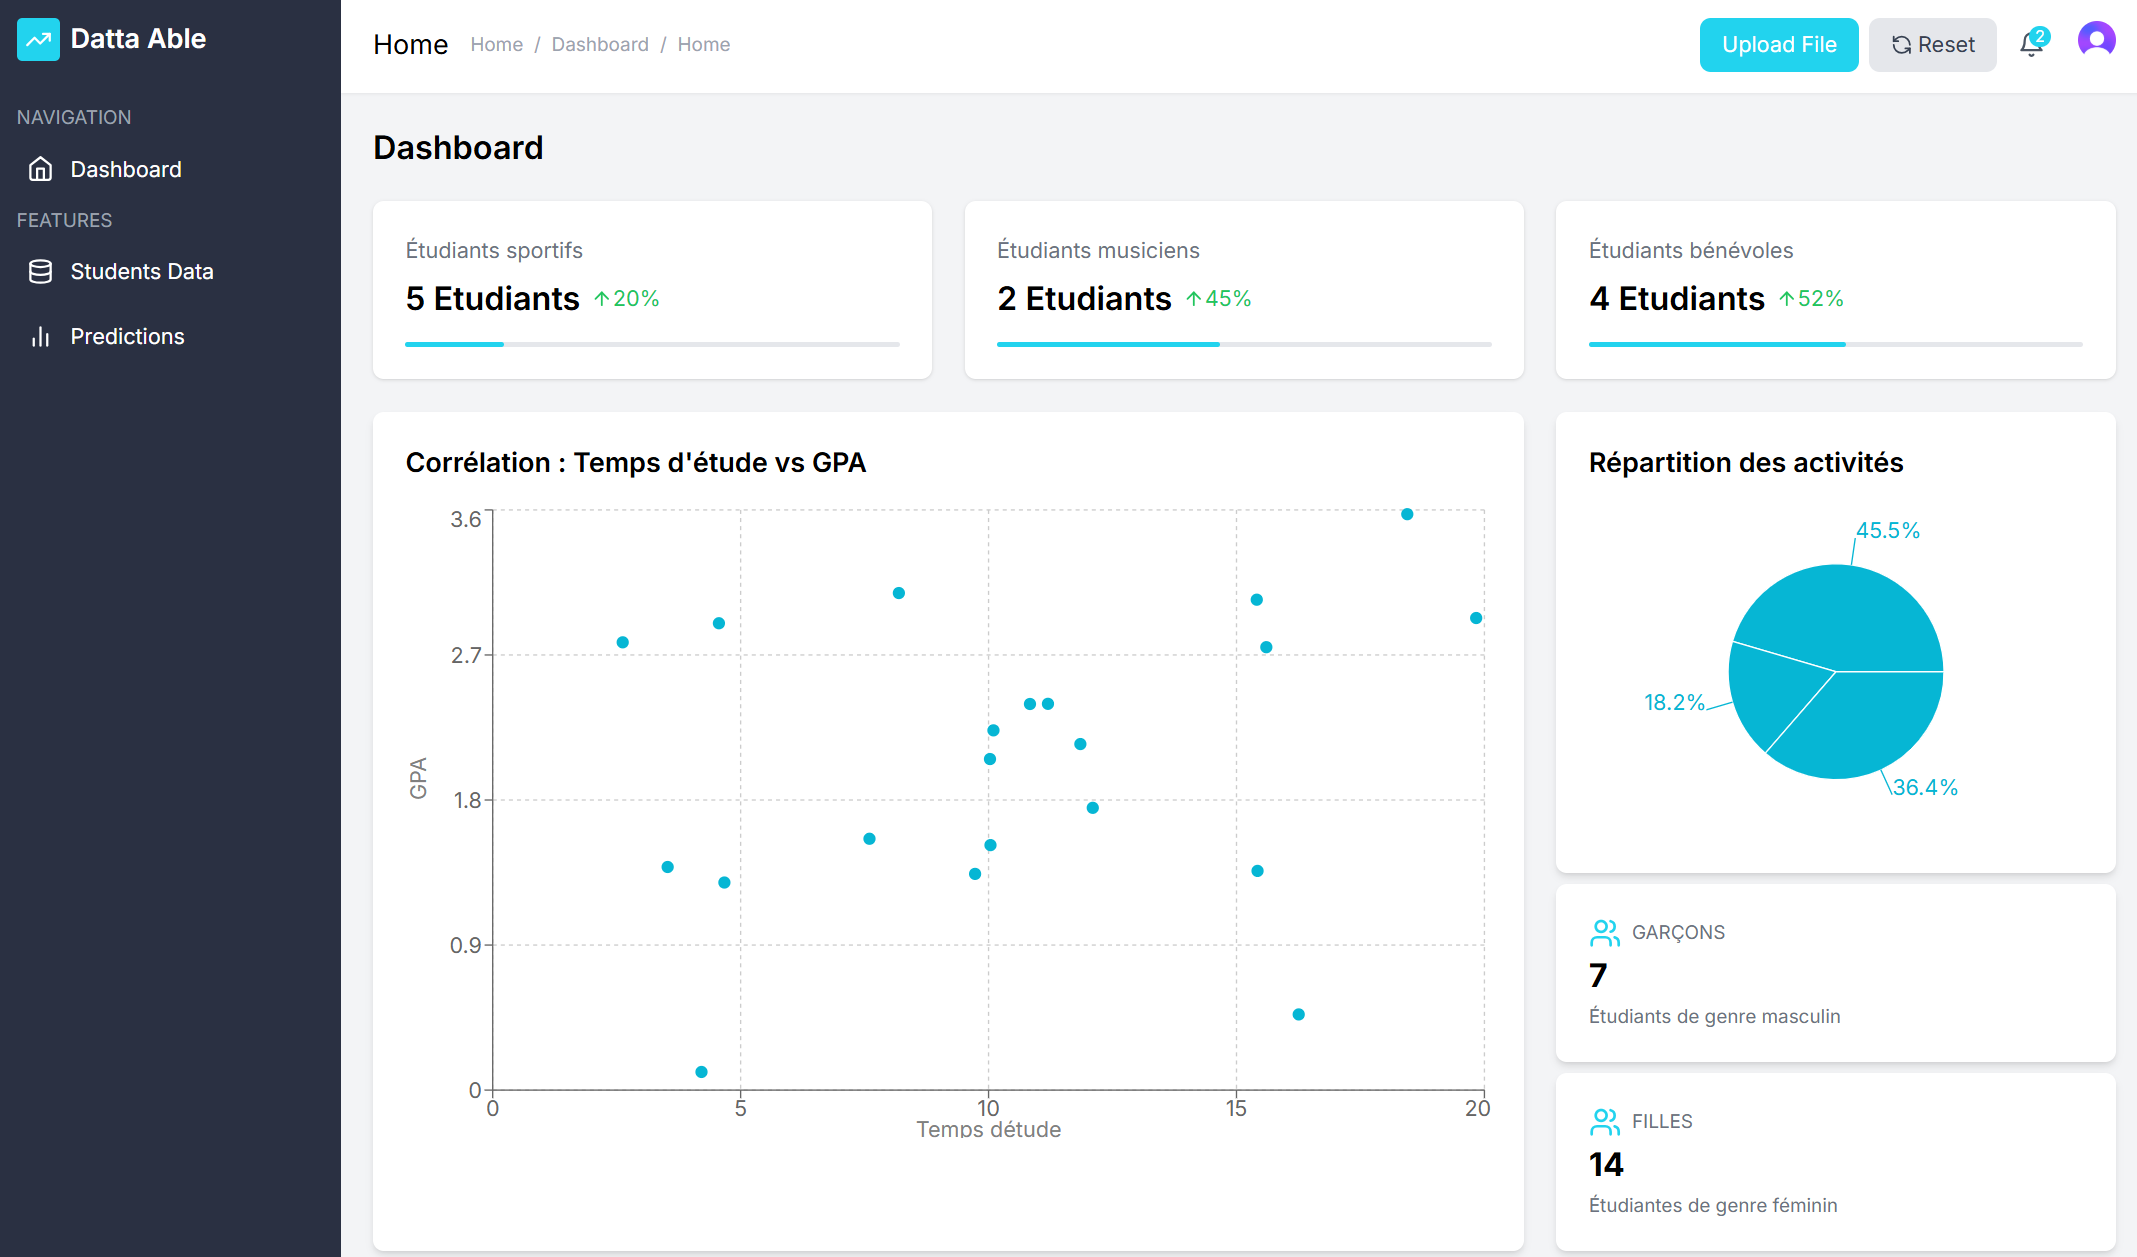 Datta Able
NAVIGATION
Dashboard
FEATURES
Students Data
Predictions
Home
Home / Dashboard / Home
Upload File
Reset
2
Dashboard
Étudiants sportifs
5 Etudiants ↑20%
Étudiants musiciens
2 Etudiants ↑45%
Étudiants bénévoles
4 Etudiants ↑52%
Corrélation : Temps d'étude vs GPA
3.6
2.7
1.8
0.9
0
GPA
0 5 10 15 20
Temps détude
Répartition des activités
45.5%
18.2%
36.4%
GARÇONS
7
Étudiants de genre masculin
FILLES
14
Étudiantes de genre féminin